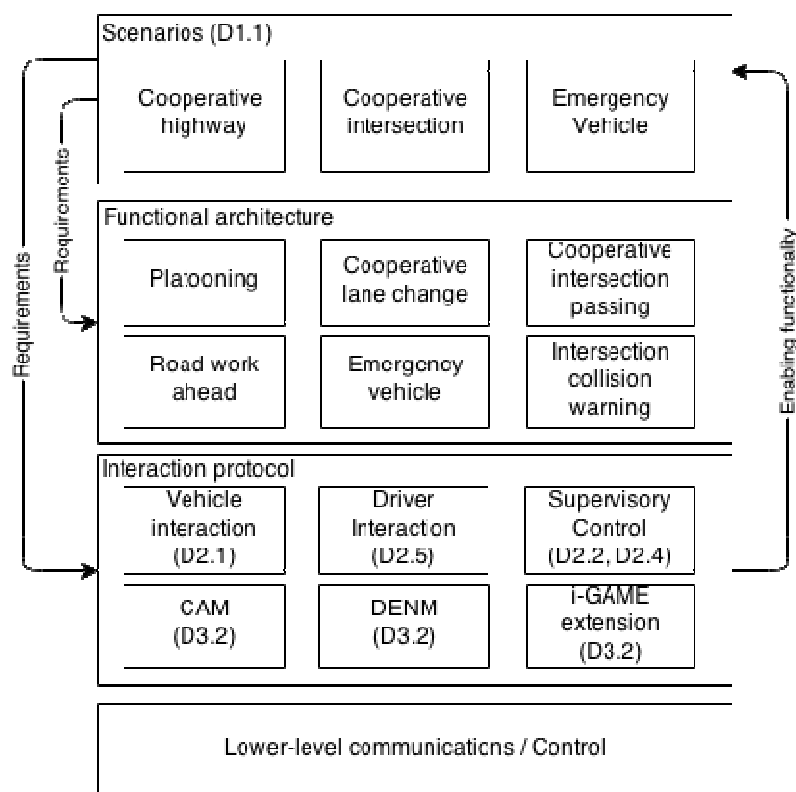 Scenarios (D1.1)
Cooperative
highway
Cooperative
intersection
Emergency
Vehicle
Requirements
Requirements
Enabling functionality
Functional architecture
Platooning
Cooperative
lane change
Cooperative
intersection
passing
Road work
ahead
Emergency
vehicle
Intersection
collision
warning
Interaction protocol
Vehicle
interaction
(D2.1)
Driver
Interaction
(D2.5)
Supervisory
Control
(D2.2, D2.4)
CAM
(D3.2)
DENM
(D3.2)
i-GAME
extension
(D3.2)
Lower-level communications / Control